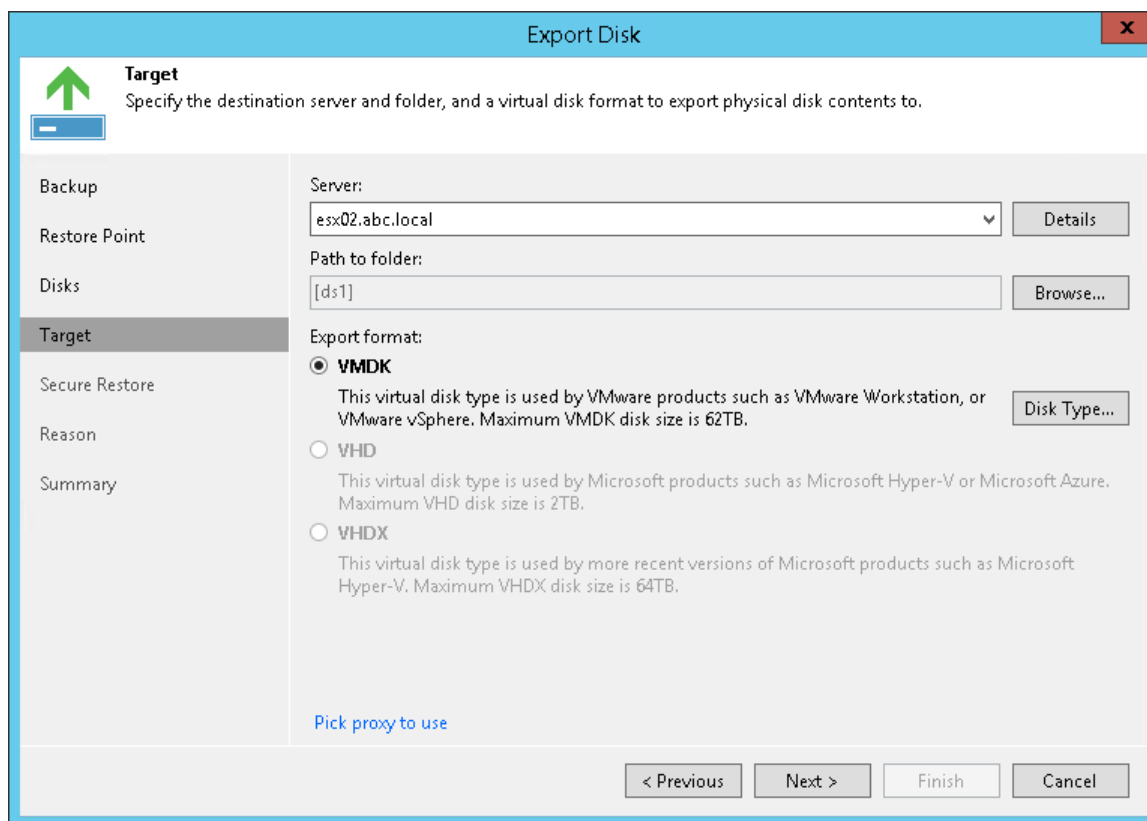 Export Disk
x
Target
Specify the destination server and folder, and a virtual disk format to export physical disk contents to.
Backup
Restore Point
Disks
Target
Secure Restore
Reason
Summary
Server:
esx02.abc.local
Details
Path to folder:
[ds1]
Browse...
Export format:
VMDK
This virtual disk type is used by VMware products such as VMware Workstation, or
VMware vSphere. Maximum VMDK disk size is 62TB.
Disk Type...
VHD
This virtual disk type is used by Microsoft products such as Microsoft Hyper-V or Microsoft Azure.
Maximum VHD disk size is 2TB.
VHDX
This virtual disk type is used by more recent versions of Microsoft products such as Microsoft
Hyper-V. Maximum VHDX disk size is 64TB.
Pick proxy to use
< Previous
Next >
Finish
Cancel